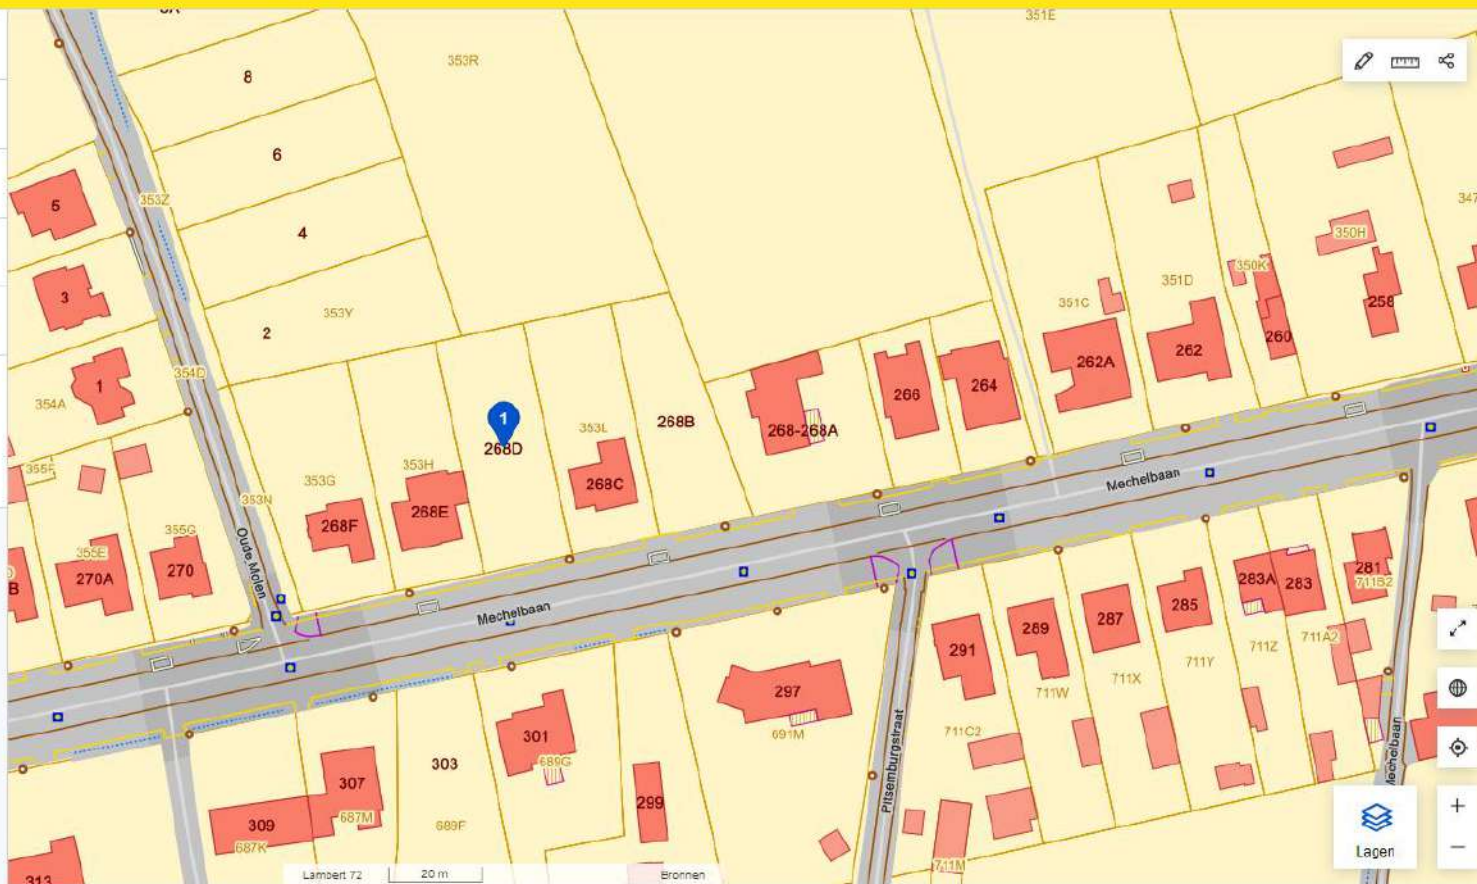 351E
8
353R
6
5
353Z
4
347
350H
3
353Y
2
351D
350K
351C
258
260
262
262A
354D
1
354A
266
264
268B
268-268A
1
268D
353L
353H
353G
268C
268E
268F
353N
355F
355G
355E
270A
270
B
Oude Molen
Mechelbaan
Mechelbaan
281
711B2
283A
283
285
287
289
291
711A2
711Z
711Y
711X
711W
711C2
297
691M
301
689G
303
307
687M
309
687K
689F
299
313
Pitsemburgstraat
Mechelbaan
711M
Lagen
Lambert 72
20 m
Bronnen